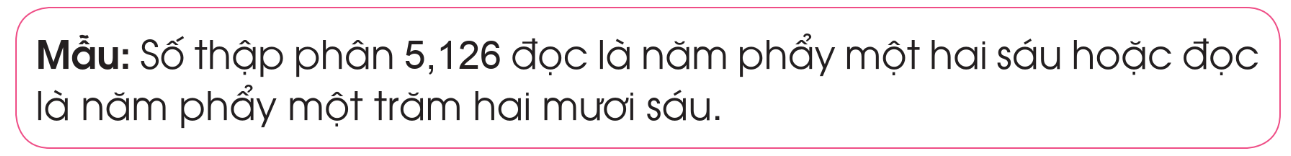 Mẫu: Số thập phân 5,126 đọc là năm phẩy một hai sáu hoặc đọc
là năm phẩy một trăm hai mươi sáu.